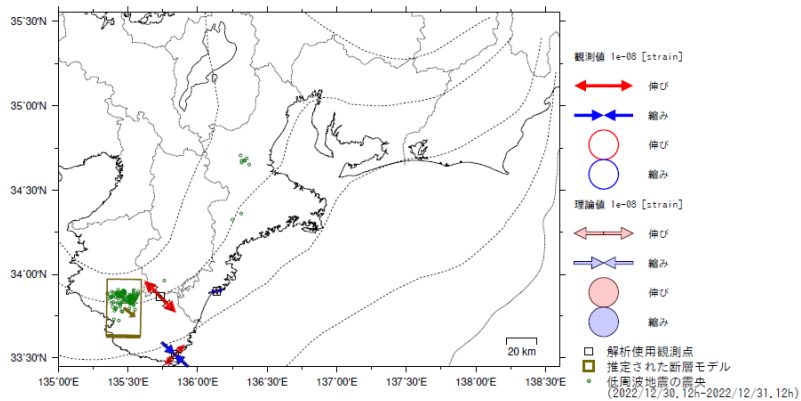 35°30'N
35°00'N
34°30'N
34°00'N
33°30'N
135°00'E
135°30'E
136°00'E
136°30'E
137°00'E
137°30'E
138°00'E
138°30'E
20 km
観測値 1e-08 [strain]
伸び
縮み
伸び
縮み
理論値 1e-08 [strain]
伸び
縮み
伸び
縮み
解析使用観測点
推定された断層モデル
低周波地震の震央
(2022/12/30.12h-2022/12/31.12h)